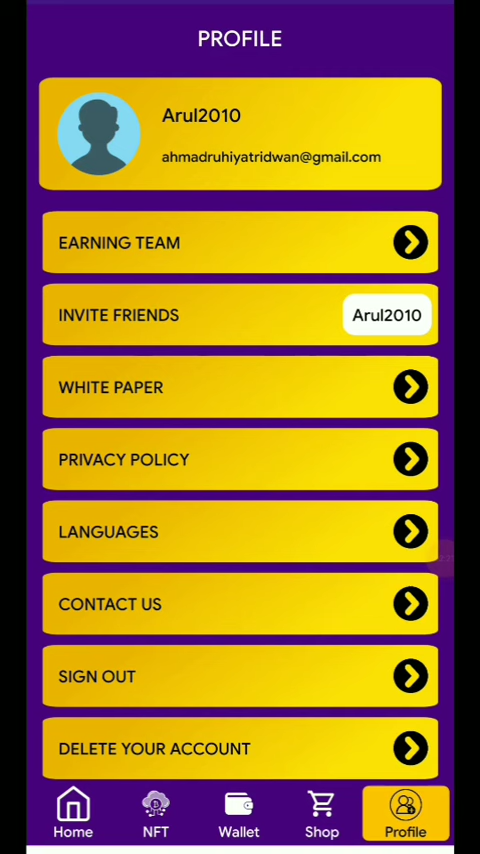 PROFILE
Arul2010
ahmadruhiyatridwan@gmail.com
EARNING TEAM
INVITE FRIENDS Arul2010
WHITE PAPER
PRIVACY POLICY
LANGUAGES
CONTACT US
SIGN OUT
DELETE YOUR ACCOUNT
Home NFT Wallet Shop Profile